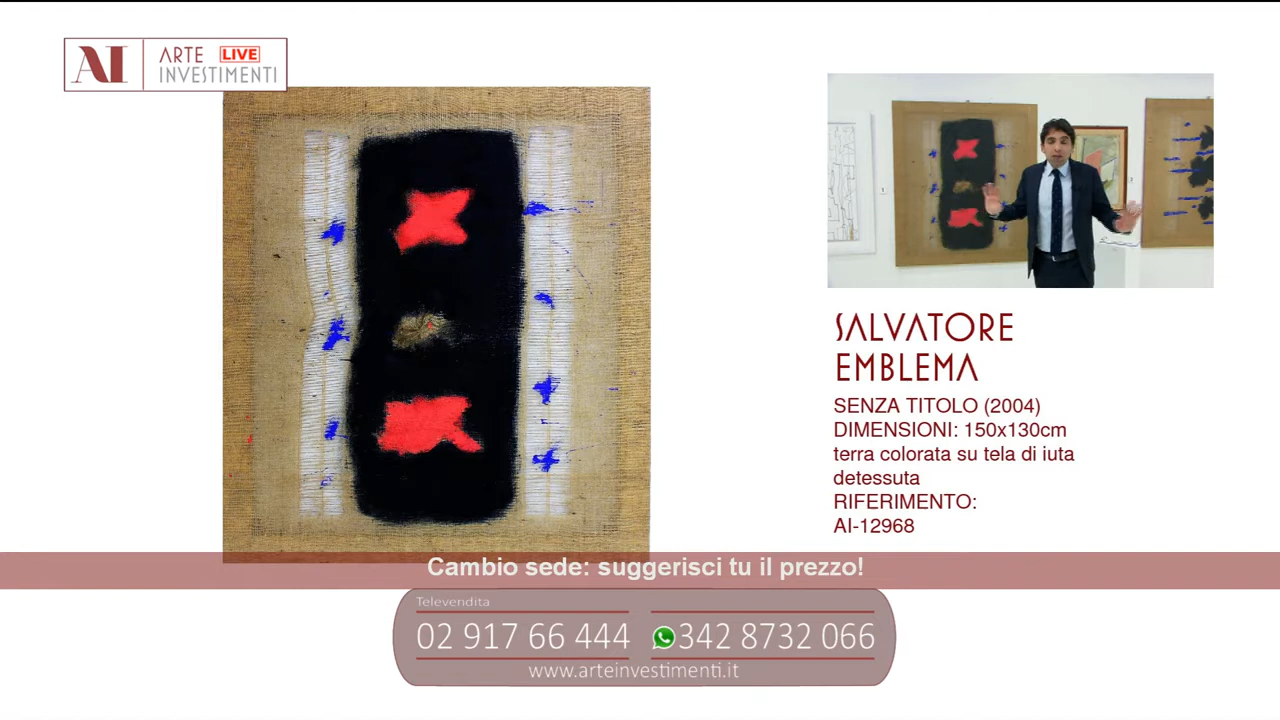 AI ARTE LIVE
INVESTIMENTI
SALVATORE
EMBLEMA
SENZA TITOLO (2004)
DIMENSIONI: 150x130cm
terra colorata su tela di iuta
detessuta
RIFERIMENTO:
AI-12968
Cambio sede: suggerisci tu il prezzo!
Televendita
02 917 66 444 342 8732 066
www.arteinvestimenti.it